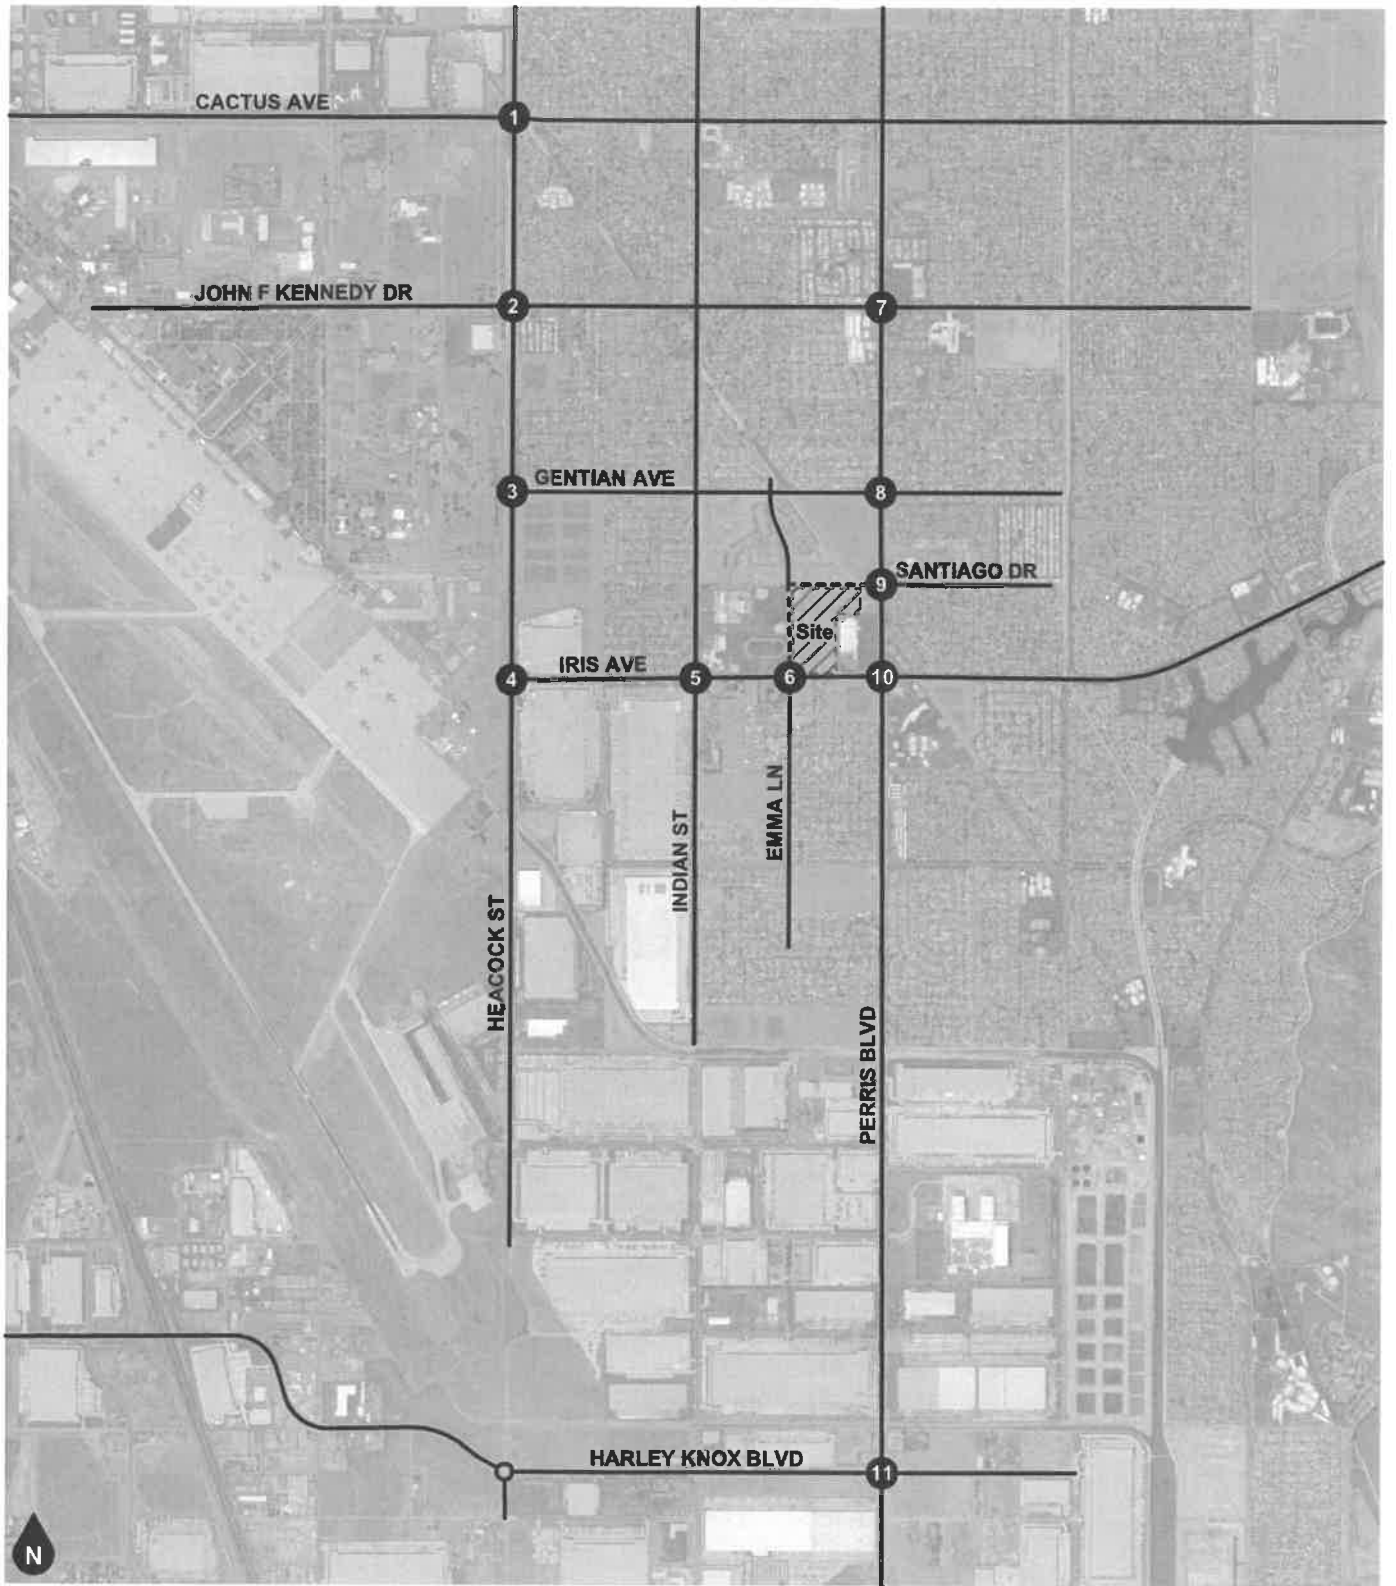 CACTUS AVE
1
JOHN F KENNEDY DR
2
7
GENTIAN AVE
3
8
SANTIAGO DR
9
Site
IRIS AVE
4
5
6
10
EMMA LN
INDIAN ST
HEACOCK ST
PERRIS BLVD
HARLEY KNOX BLVD
11
N